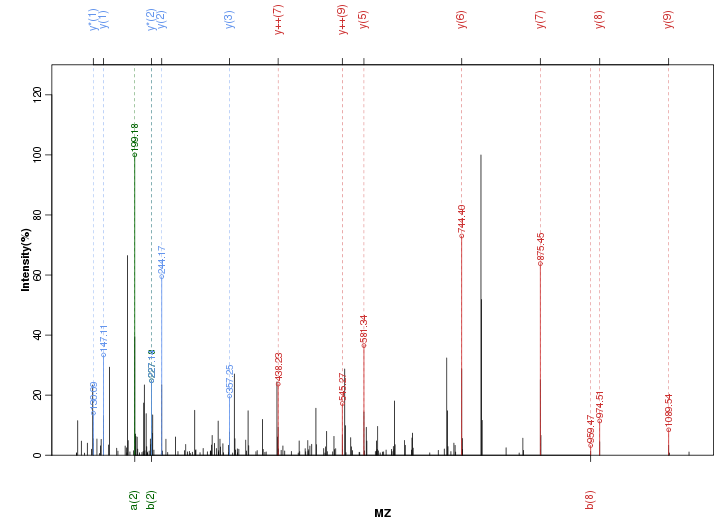 y*(1)
y(1)
y*(2)
y(2)
y(3)
y++(7)
y++(9)
y(5)
y(6)
y(7)
y(8)
y(9)
Intensity(%)
0
20
40
60
80
100
120
130.09
147.11
199.18
227.18
244.17
357.25
438.23
545.27
581.34
744.40
875.45
959.47
974.51
1089.54
a(2)
b(2)
b(8)
MZ